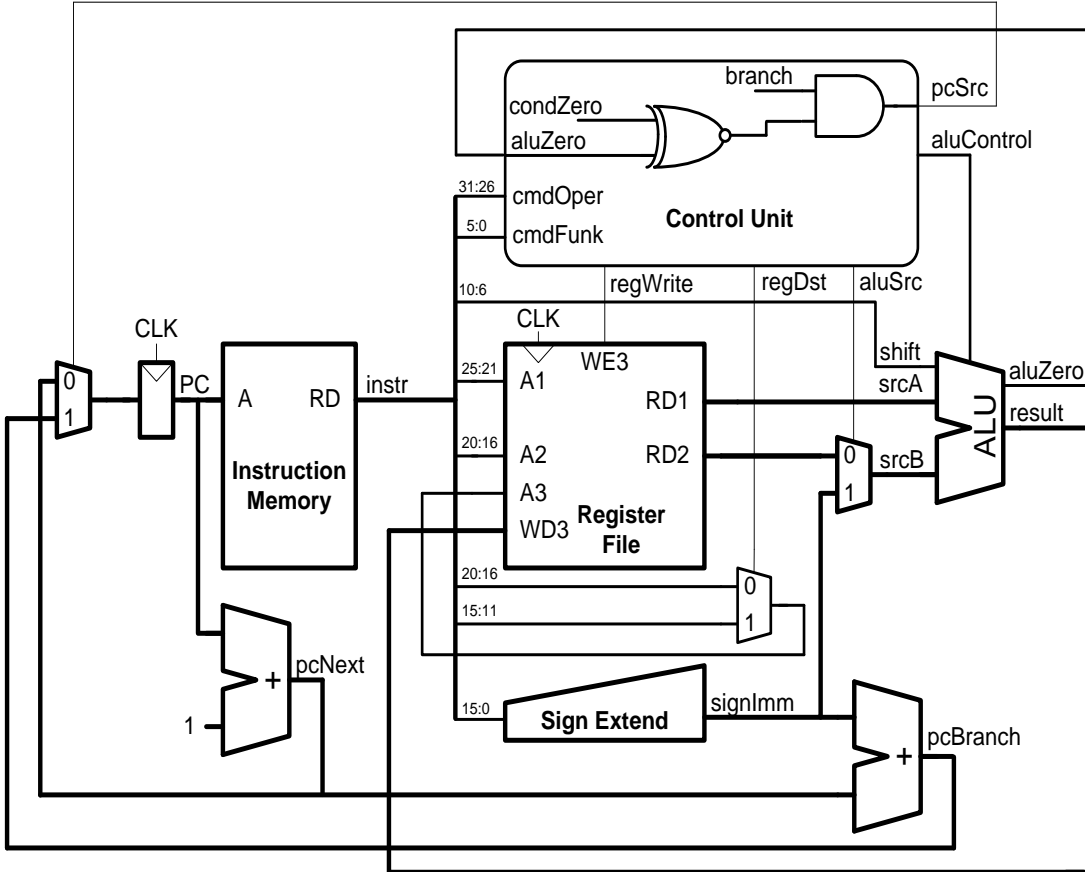 branch
pcSrc
condZero
aluZero
aluControl
31:26
cmdOper
Control Unit
5:0
cmdFunk
regWrite
regDst
aluSrc
10:6
CLK
CLK
shift
WE3
0
PC
instr
25:21
A1
srcA
aluZero
A
RD
RD1
result
1
ALU
20:16
A2
RD2
0
srcB
Instruction
Memory
A3
1
WD3
Register
File
20:16
0
15:11
1
pcNext
+
signImm
15:0
Sign Extend
1
pcBranch
+